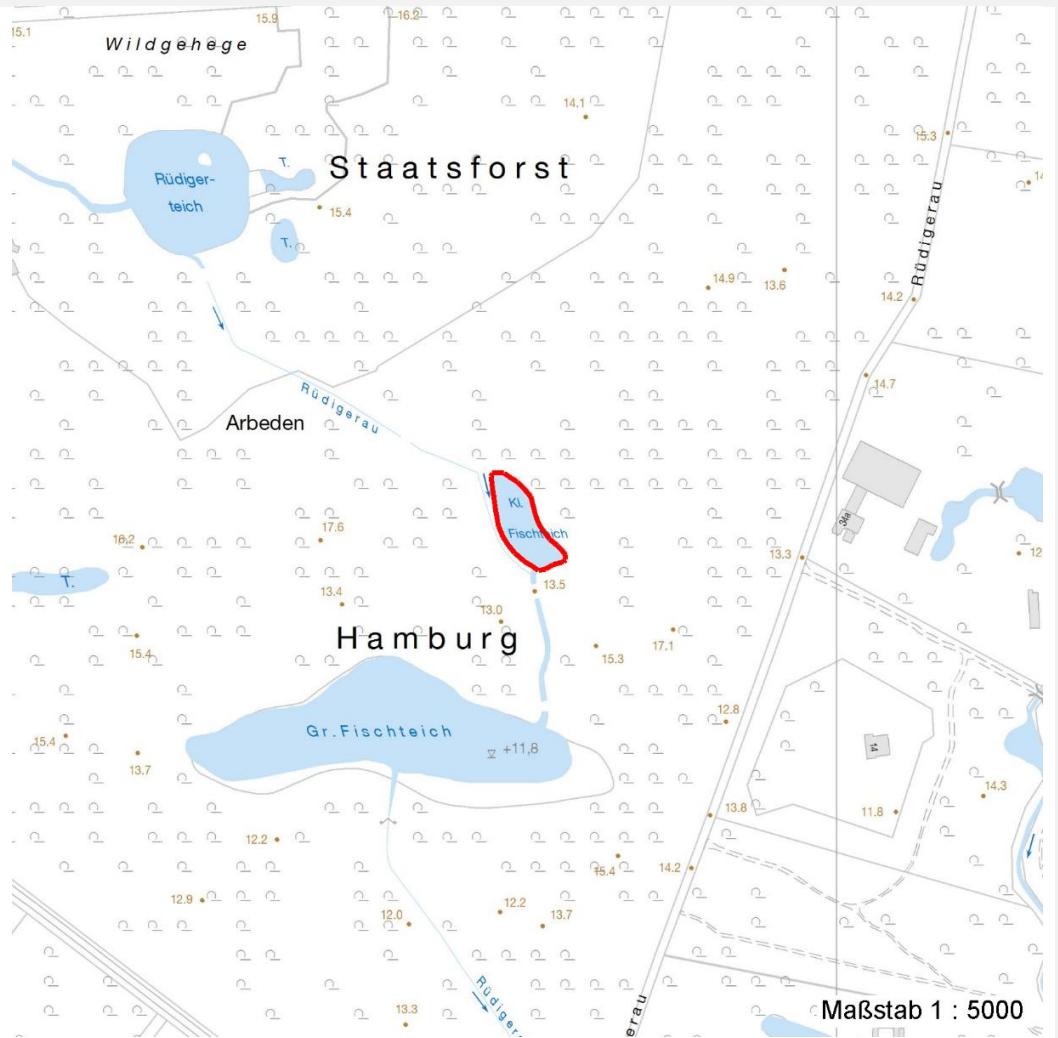 15.9
16.2
15.1
Wildgehege
14.1
15.3
T.
Staatsforst
Rüdiger-
teich
14
15.4
T.
Rüdigerau
14.9
13.6
14.2
14.7
Rüdigerau
Arbeden
Kl.
Fischteich
34a
17.6
16.2
13.3
12
T.
13.5
13.4
13.0
Hamburg
17.1
15.4
15.3
12.8
Gr.Fischteich
15.4
+11,8
13.7
14
14.3
13.8
11.8
12.2
15.4
14.2
12.9
12.2
12.0
13.7
Rüdigerau
13.3
erau
Maßstab 1 : 5000